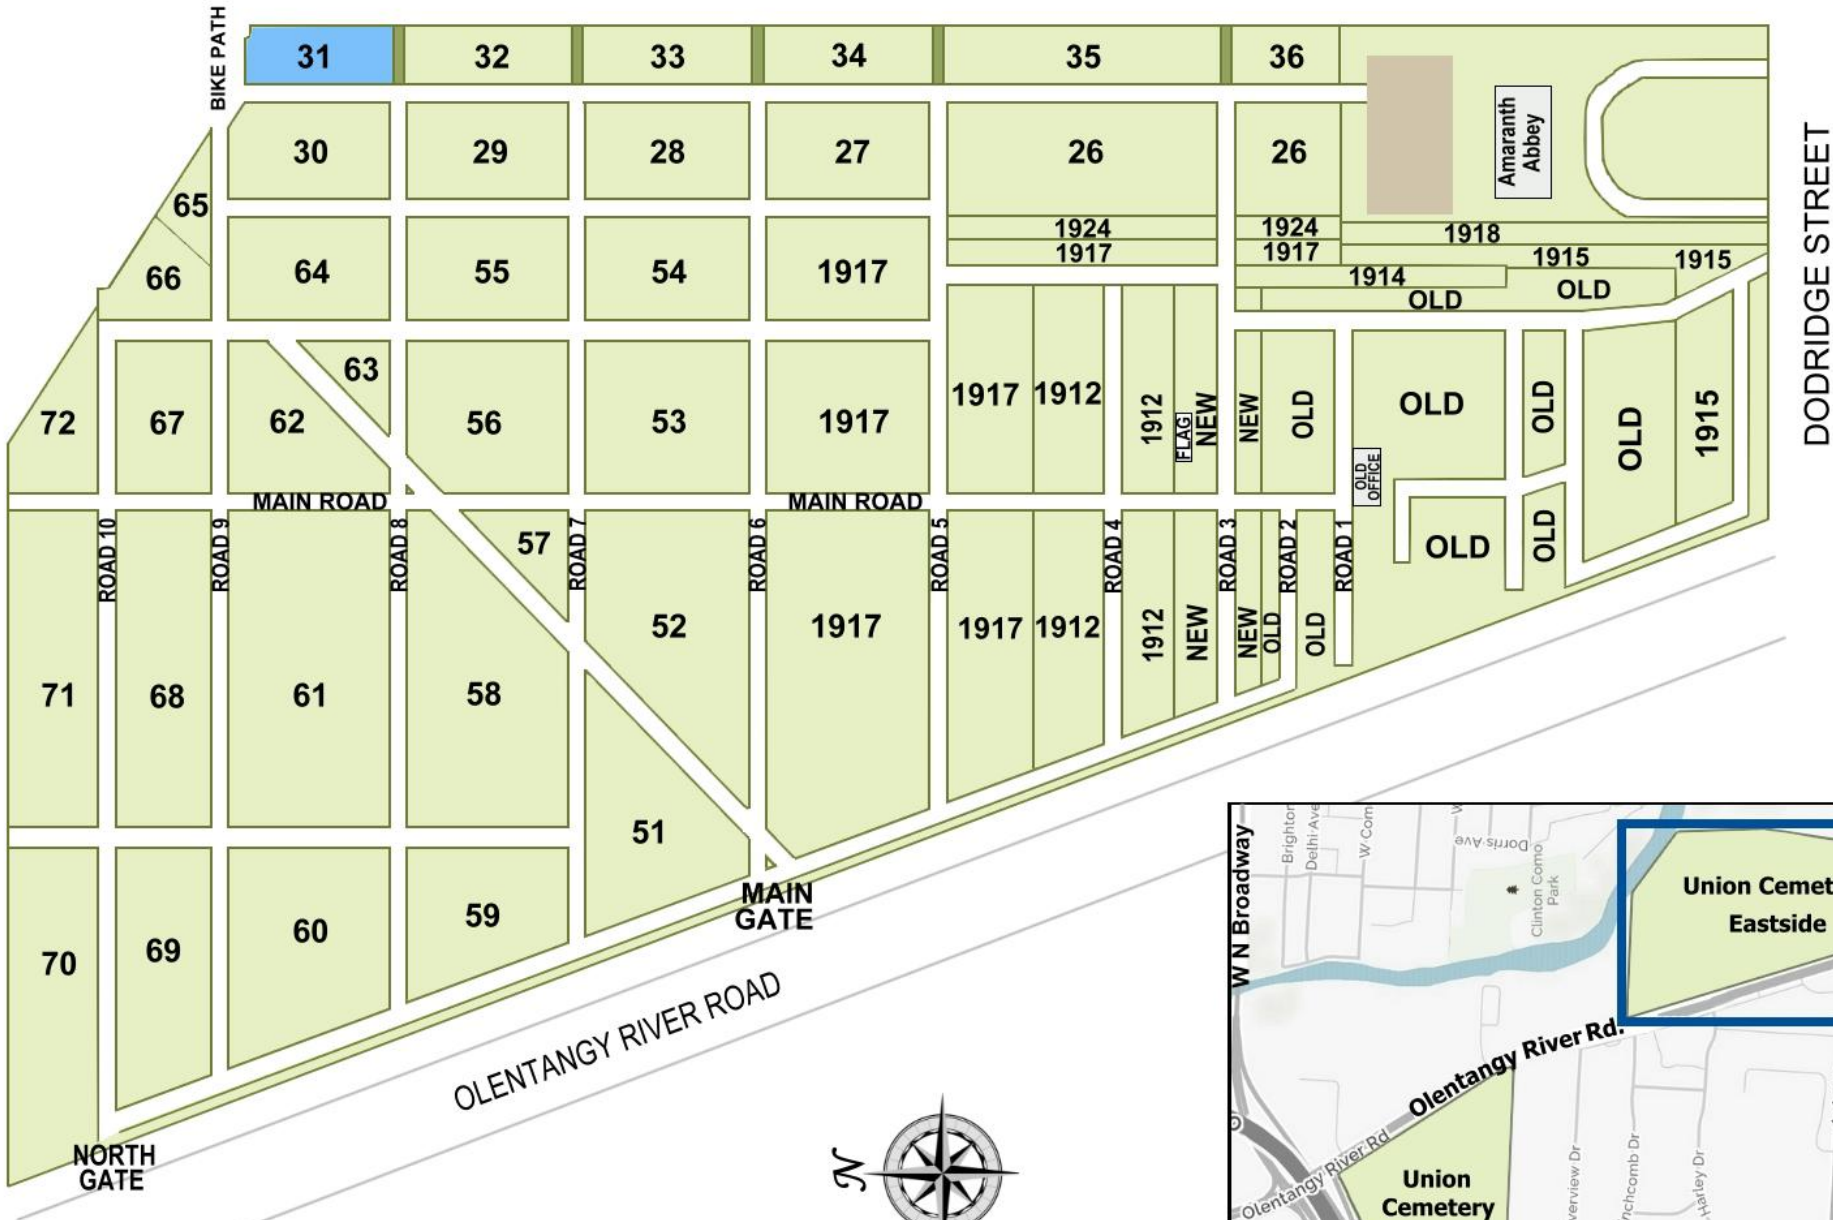 BIKE PATH
31
32
33
34
35
36
30
29
28
27
26
26
Amaranth
Abbey
DODRIDGE STREET
65
66
64
55
54
1917
1924
1917
1924
1917
1918
1915
1915
1914
OLD
OLD
72
67
62
63
56
53
1917
1917
1912
1912
FLAG
NEW
NEW
OLD
OLD
OLD
OLD
1915
OLD
OFFICE
MAIN ROAD
MAIN ROAD
ROAD 10
ROAD 9
ROAD 8
ROAD 7
ROAD 6
ROAD 5
ROAD 4
ROAD 3
ROAD 2
ROAD 1
OLD
OLD
57
52
1917
1917
1912
1912
NEW
NEW
OLD
OLD
71
68
61
58
51
70
69
60
59
MAIN
GATE
NORTH
GATE
OLENTANGY RIVER ROAD
N
W N Broadway
Brighton
Delhi Ave
W Com
W
Dorris Ave
Clinton Como
Park
Union Cemet
Eastside
Olentangy River Rd.
Olentangy River Rd
Union
Cemetery
verview Dr
nchcomb Dr
Harley Dr